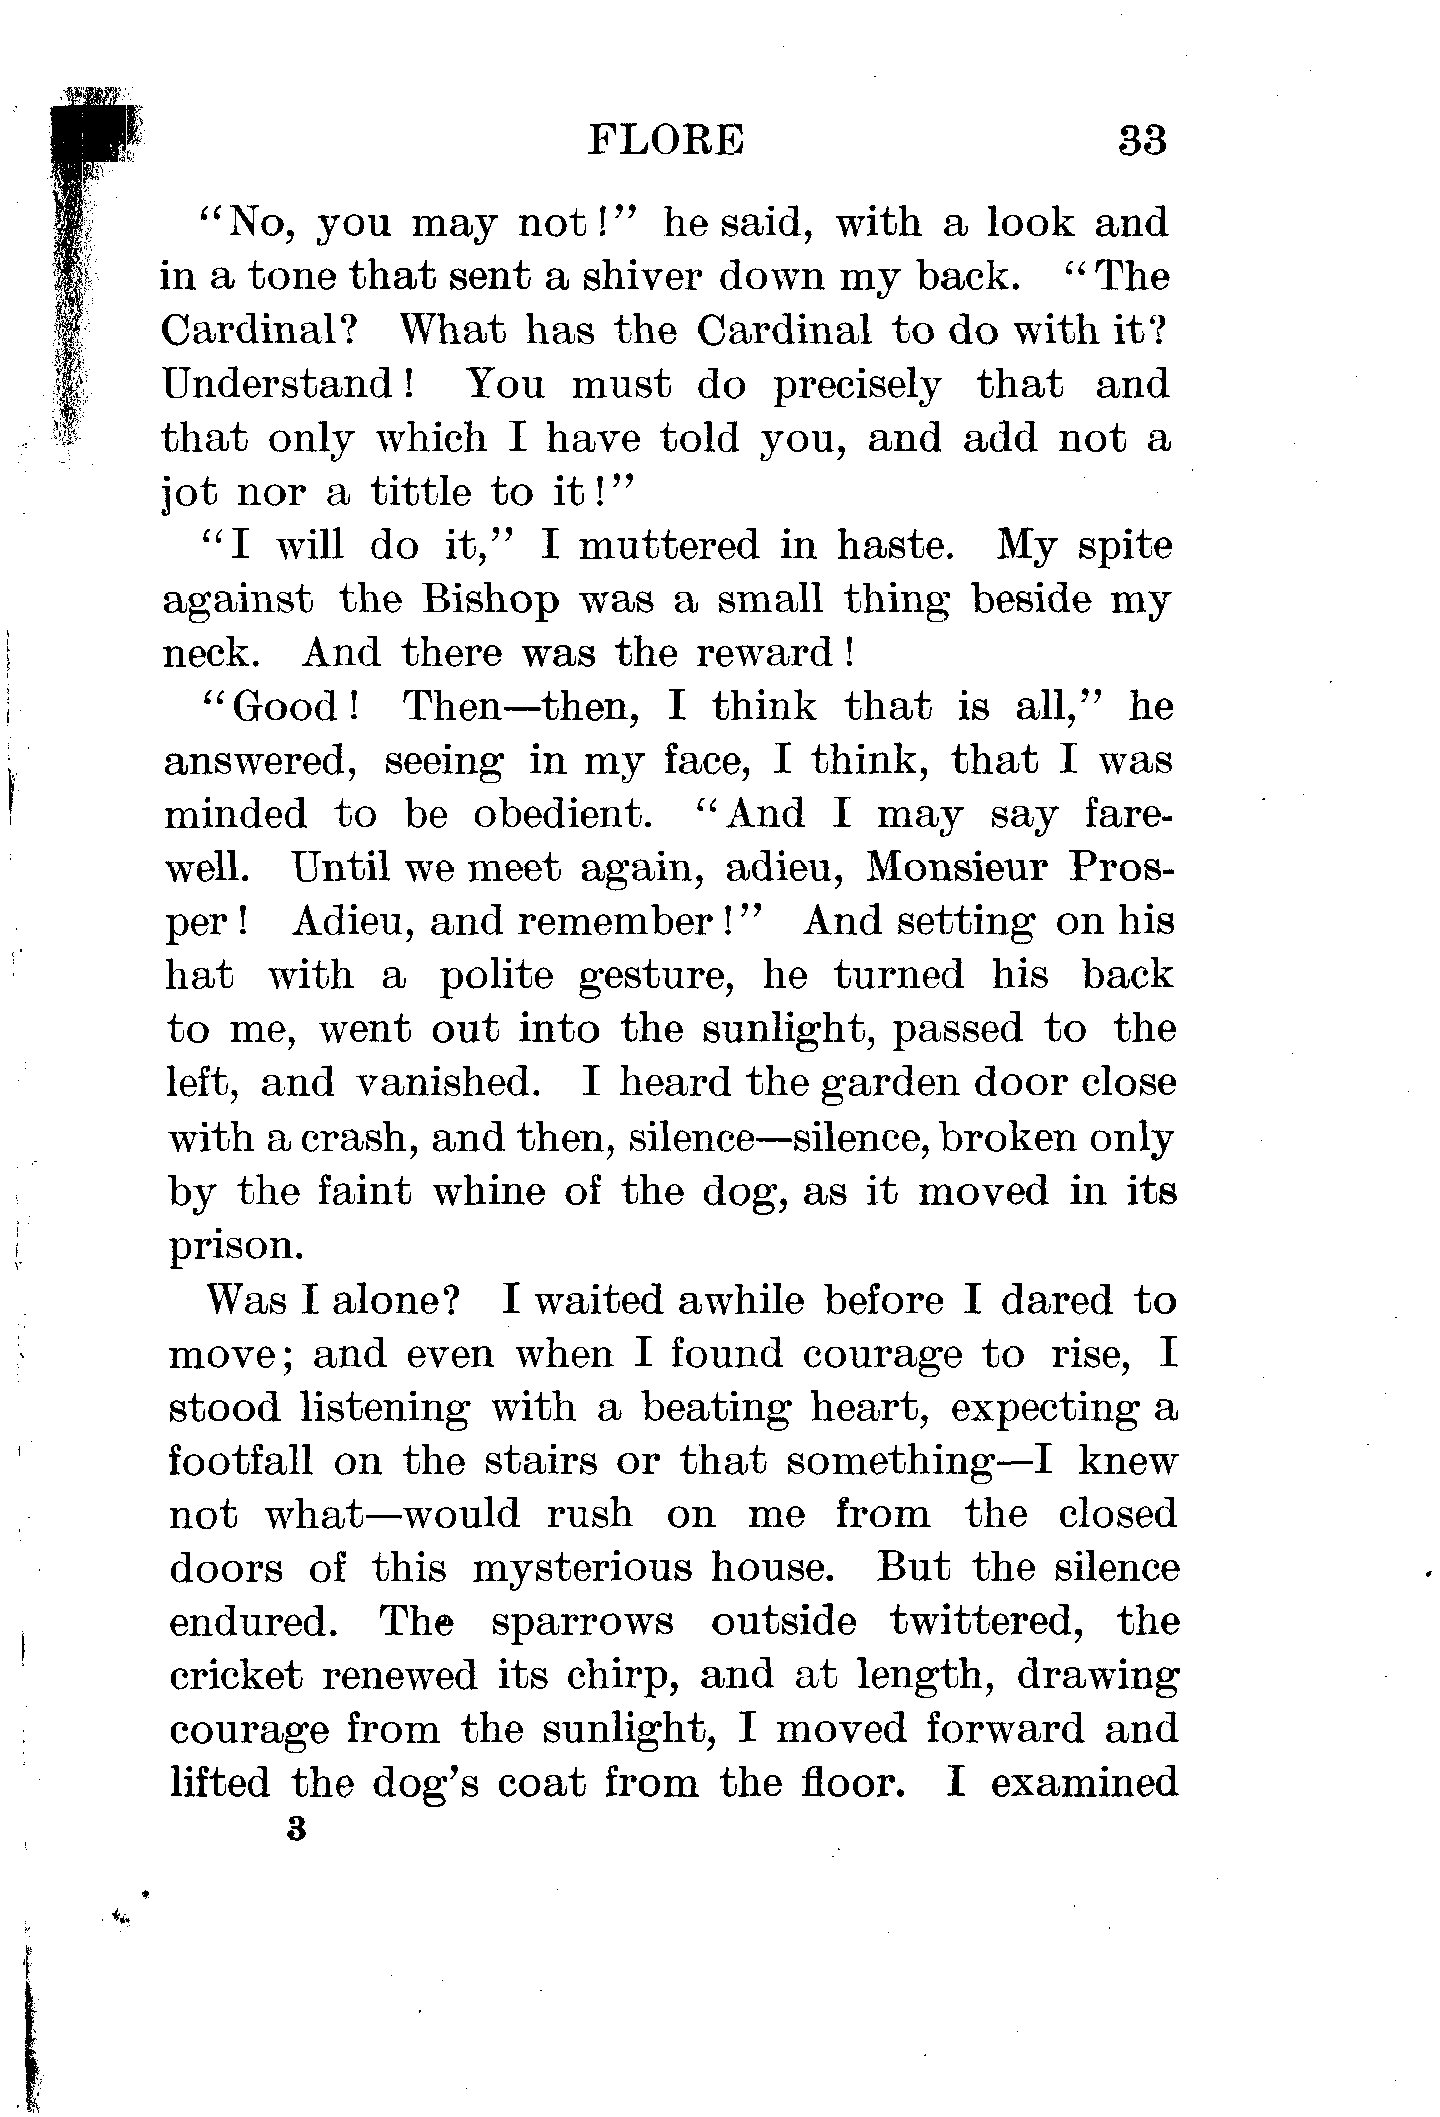 FLORE 33
"No, you may not!" he said, with a look and
in a tone that sent a shiver down my back. "The
Cardinal? What has the Cardinal to do with it?
Understand! You must do precisely that and
that only which I have told you, and add not a
jot nor a tittle to it!"
"I will do it," I muttered in haste. My spite
against the Bishop was a small thing beside my
neck. And there was the reward!
"Good! Then—then, I think that is all," he
answered, seeing in my face, I think, that I was
minded to be obedient. "And I may say fare-
well. Until we meet again, adieu, Monsieur Pros-
per! Adieu, and remember!" And setting on his
hat with a polite gesture, he turned his back
to me, went out into the sunlight, passed to the
left, and vanished. I heard the garden door close
with a crash, and then, silence—silence, broken only
by the faint whine of the dog, as it moved in its
prison.
Was I alone? I waited awhile before I dared to
move; and even when I found courage to rise, I
stood listening with a beating heart, expecting a
footfall on the stairs or that something—I knew
not what—would rush on me from the closed
doors of this mysterious house. But the silence
endured. The sparrows outside twittered, the
cricket renewed its chirp, and at length, drawing
courage from the sunlight, I moved forward and
lifted the dog's coat from the floor. I examined
3